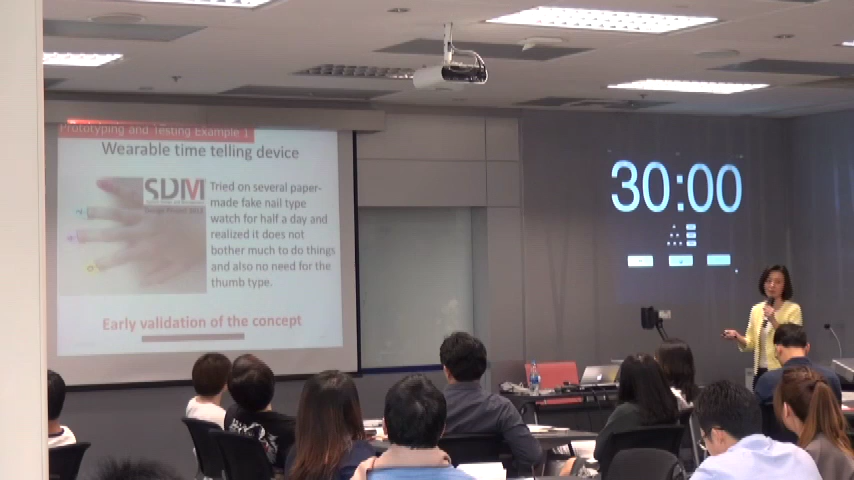 Prototyping and Testing Example 1
Wearable time telling device
SDM
Tried on several paper-
made fake nail type
watch for half a day and
realized it does not
bother much to do things
and also no need for the
thumb type.
Early validation of the concept
30:00